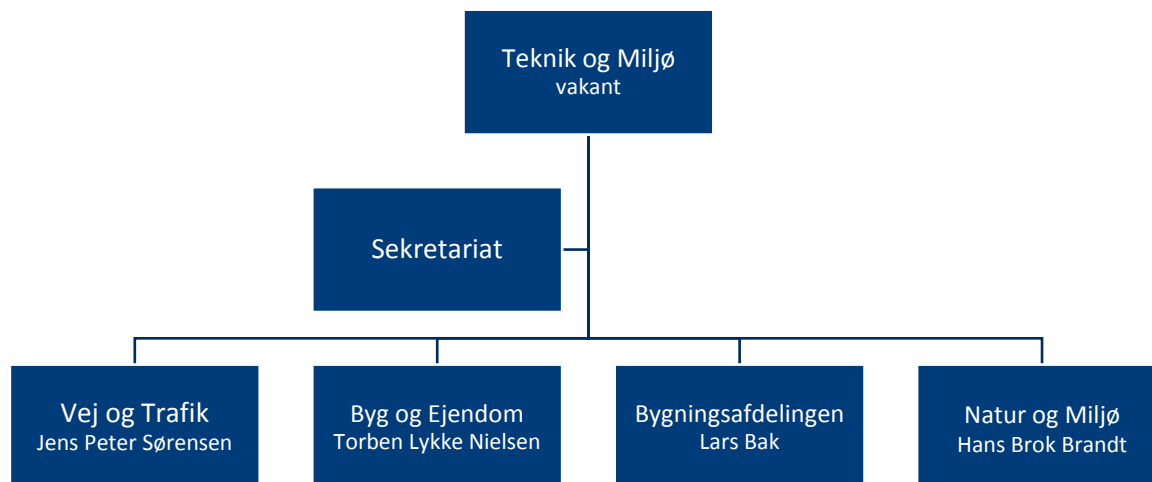 Teknik og Miljø
vakant
Sekretariat
Vej og Trafik
Jens Peter Sørensen
Byg og Ejendom
Torben Lykke Nielsen
Bygningsafdelingen
Lars Bak
Natur og Miljø
Hans Brok Brandt